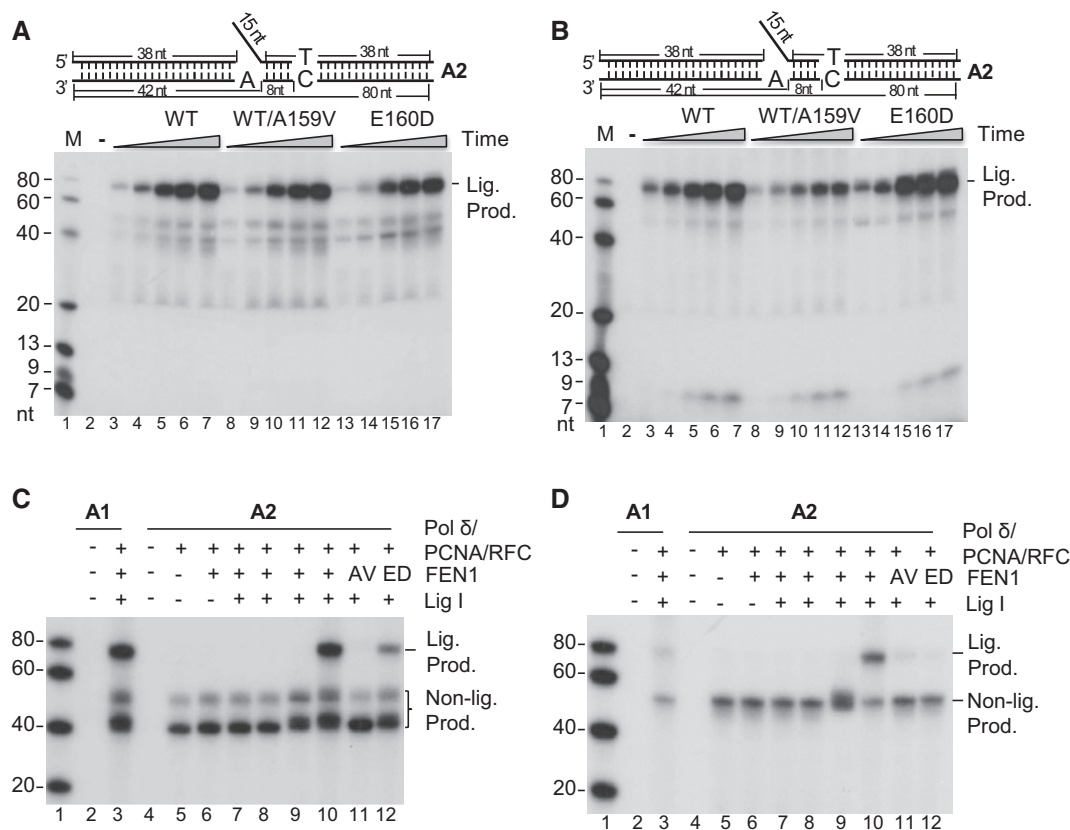 A
15 nt
38 nt
T
38 nt
5'
A2
3'
A
C
42 nt
8nt
80 nt
M
-
WT
WT/A159V
E160D
Time
80
60
40
20
13
9
7
nt
Lig.
Prod.
1 2 3 4 5 6 7 8 9 10 11 12 13 14 15 16 17
B
15 nt
38 nt
T
38 nt
5'
A2
3'
A
C
42 nt
8nt
80 nt
M
-
WT
WT/A159V
E160D
Time
80
60
40
20
13
9
7
nt
Lig.
Prod.
1 2 3 4 5 6 7 8 9 10 11 12 13 14 15 16 17
C
A1 A2
Pol δ/
- + - + + + + + + + + PCNA/RFC
- + - - + + + + + AV ED FEN1
- + - - - + + + + + + Lig I
80
60
40
20
Lig.
Prod.
Non-lig.
Prod.
1 2 3 4 5 6 7 8 9 10 11 12
D
A1 A2
Pol δ/
- + - + + + + + + + + PCNA/RFC
- + - - + + + + + AV ED FEN1
- + - - - + + + + + + Lig I
80
60
40
20
Lig.
Prod.
Non-lig.
Prod.
1 2 3 4 5 6 7 8 9 10 11 12